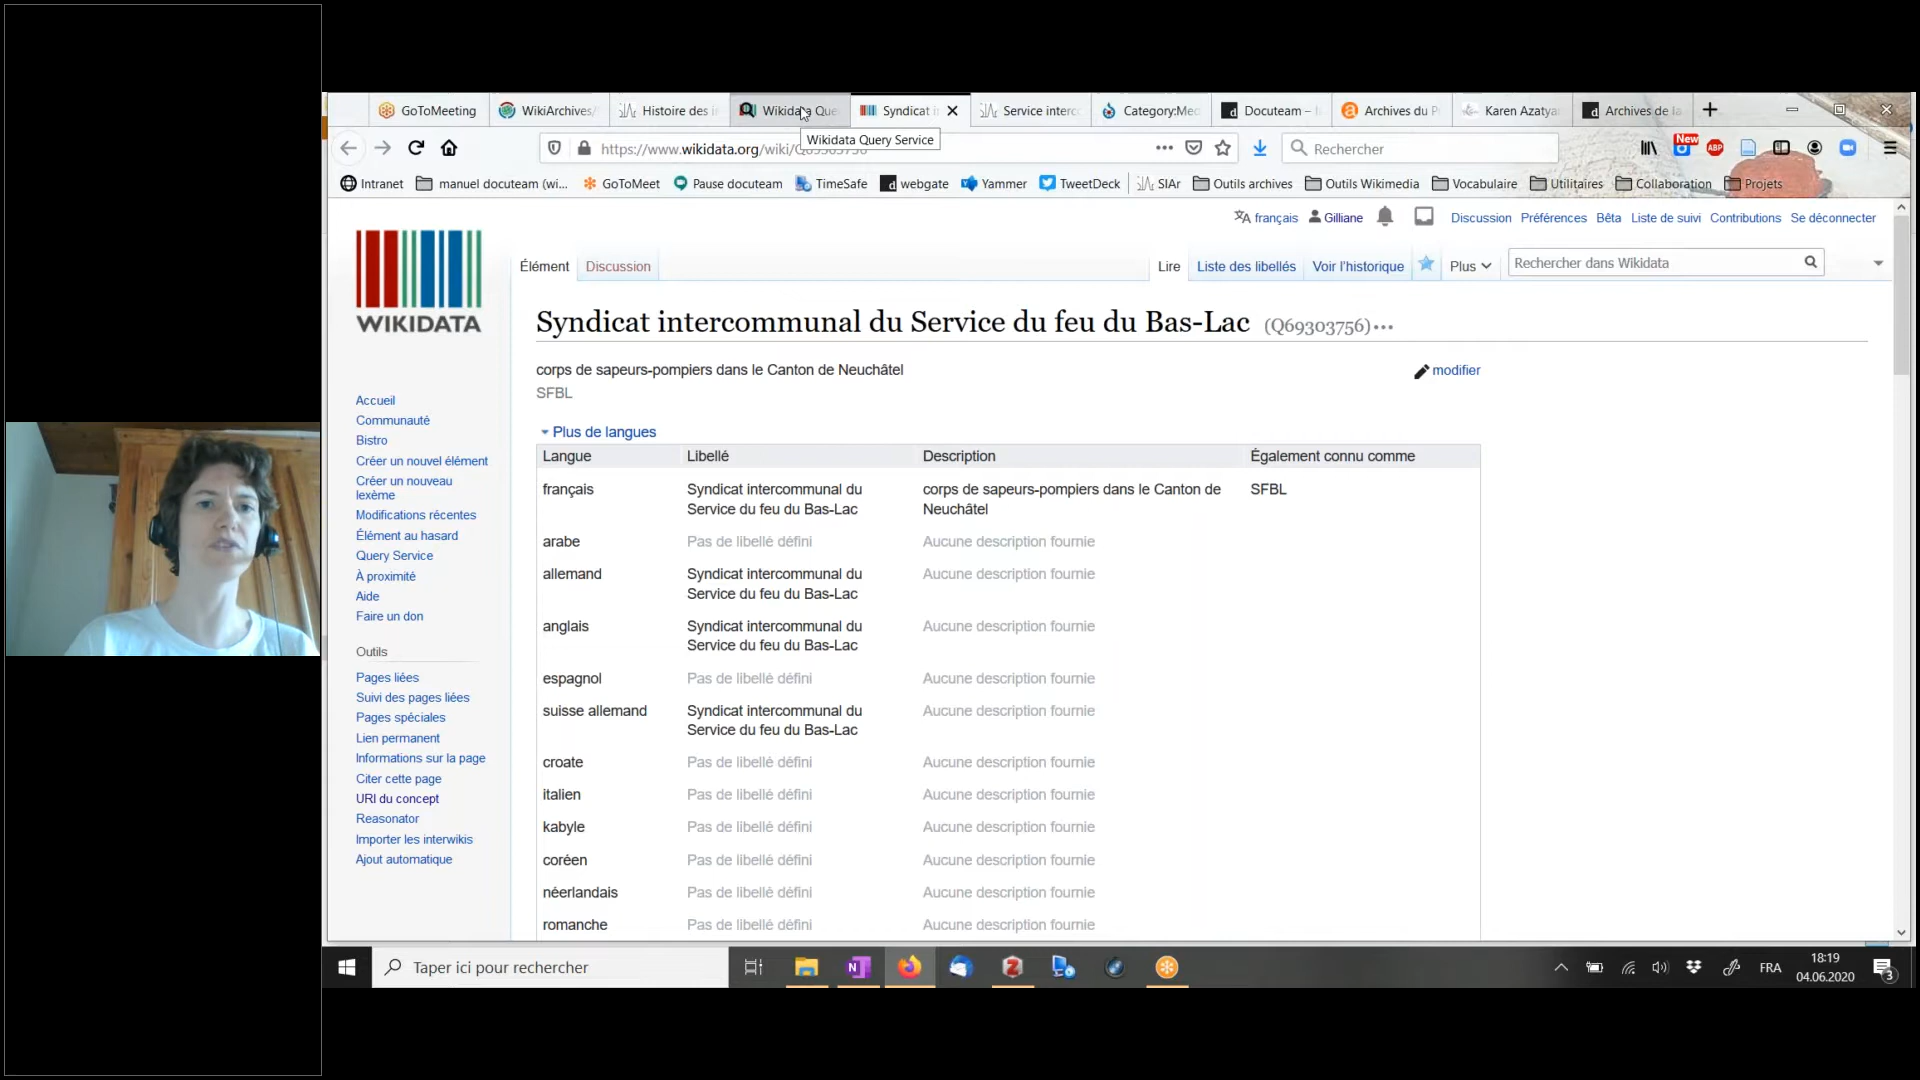 GoToMeeting
WikiArchives/
Histoire des i
Wikidata Que
Syndicat i
Service interc
Category:Med
Docuteam – I
Archives du P
Karen Azatya
Archives de la
Wikidata Query Service
https://www.wikidata.org/wiki/Q69303756
Rechercher
New
ABP
Intranet
manuel docuteam (wi...
GoToMeet
Pause docuteam
TimeSafe
webgate
Yammer
TweetDeck
SIAr
Outils archives
Outils Wikimedia
Vocabulaire
Utilitaires
Collaboration
Projets
français
Gilliane
Discussion
Préférences
Bêta
Liste de suivi
Contributions
Se déconnecter
WIKIDATA
Élément
Discussion
Lire
Liste des libellés
Voir l'historique
Plus
Rechercher dans Wikidata
Syndicat intercommunal du Service du feu du Bas-Lac (Q69303756)
corps de sapeurs-pompiers dans le Canton de Neuchâtel
modifier
SFBL
Plus de langues
Langue Libellé Description Également connu comme
français Syndicat intercommunal du corps de sapeurs-pompiers dans le Canton de SFBL
Service du feu du Bas-Lac Neuchâtel
arabe Pas de libellé défini Aucune description fournie
allemand Syndicat intercommunal du Aucune description fournie
Service du feu du Bas-Lac
anglais Syndicat intercommunal du Aucune description fournie
Service du feu du Bas-Lac
espagnol Pas de libellé défini Aucune description fournie
suisse allemand Syndicat intercommunal du Aucune description fournie
Service du feu du Bas-Lac
croate Pas de libellé défini Aucune description fournie
italien Pas de libellé défini Aucune description fournie
kabyle Pas de libellé défini Aucune description fournie
coréen Pas de libellé défini Aucune description fournie
néerlandais Pas de libellé défini Aucune description fournie
romanche Pas de libellé défini Aucune description fournie
Accueil
Communauté
Bistro
Créer un nouvel élément
Créer un nouveau
lexème
Modifications récentes
Élément au hasard
Query Service
À proximité
Aide
Faire un don
Outils
Pages liées
Suivi des pages liées
Pages spéciales
Lien permanent
Informations sur la page
Citer cette page
URI du concept
Reasonator
Importer les interwikis
Ajout automatique
Taper ici pour rechercher
FRA
18:19
04.06.2020
3